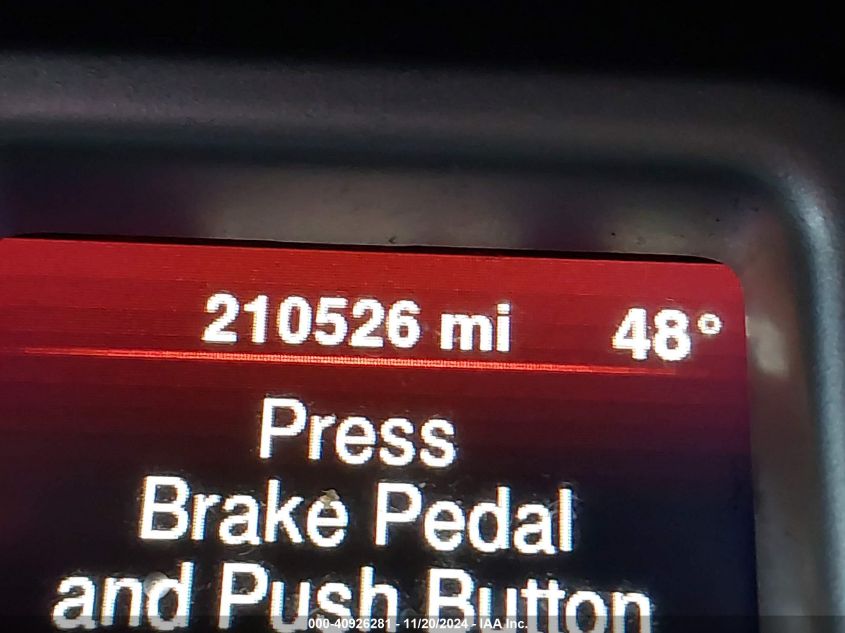 210526 mi 48°
Press
Brake Pedal
and Push Button
000-40926281 - 11/20/2024 - IAA Inc.